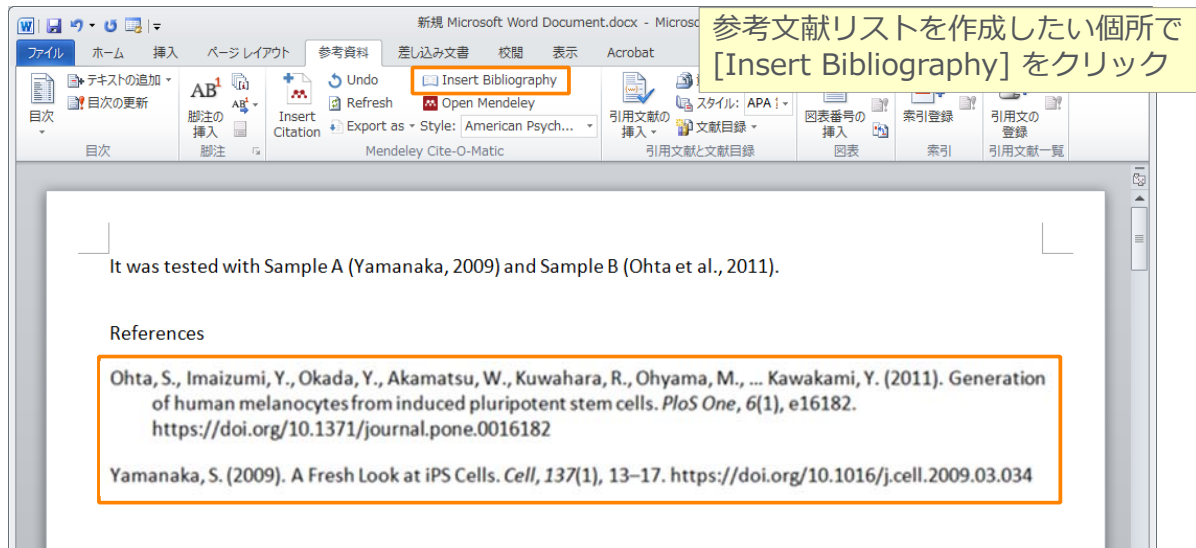 新規 Microsoft Word Document.docx - Microso
参考文献リストを作成したい個所で
[Insert Bibliography] をクリック
ファイル ホーム 挿入 ページ レイアウト 参考資料 差し込み文書 校閲 表示 Acrobat
テキストの追加
目次の更新
目次
目次
AB1
脚注の
挿入
脚注
Insert
Citation
Undo
Refresh
Export as
Insert Bibliography
Open Mendeley
Style: American Psych...
Mendeley Cite-O-Matic
引用文献の
挿入
スタイル: APA
文献目録
引用文献と文献目録
図表番号の
挿入
図表
索引登録
索引
引用文の
登録
引用文献一覧
It was tested with Sample A (Yamanaka, 2009) and Sample B (Ohta et al., 2011).
References
Ohta, S., Imaizumi, Y., Okada, Y., Akamatsu, W., Kuwahara, R., Ohyama, M., ... Kawakami, Y. (2011). Generation
of human melanocytes from induced pluripotent stem cells. PloS One, 6(1), e16182.
https://doi.org/10.1371/journal.pone.0016182
Yamanaka, S. (2009). A Fresh Look at iPS Cells. Cell, 137(1), 13–17. https://doi.org/10.1016/j.cell.2009.03.034